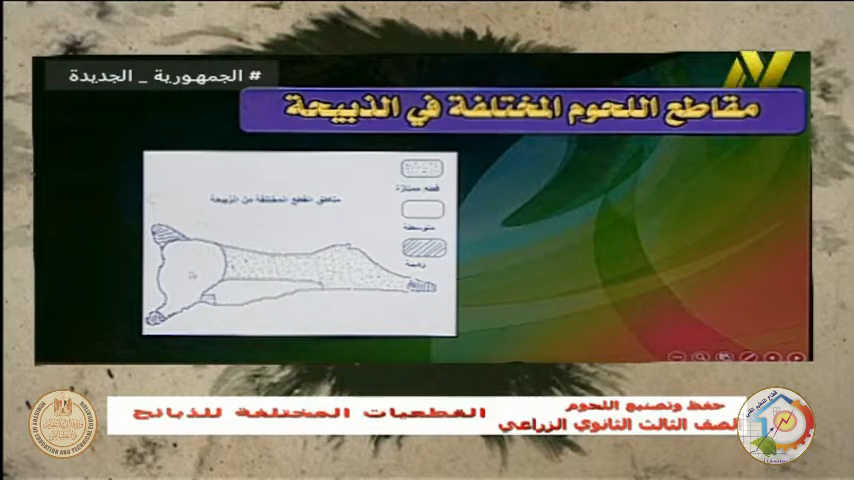 # الجمهورية _ الجديدة
مقاطع اللحوم المختلفة في الذبيحة
مناطق القطع المختلفة من الذبيحة
قطع ممتازة
متوسطة
حفظ وتصنيع اللحوم
القطعيات المختلفة للذبائح
الصف الثالث الثانوي الزراعي